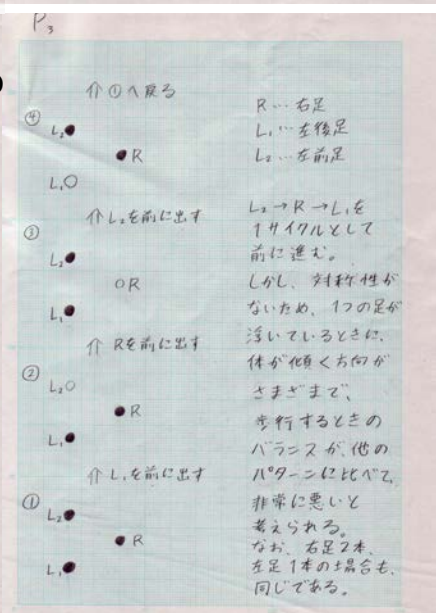 P3
⇧①へ戻る
④
L₂●
●R
L₁○
⇧L₂を前に出す
③
L₂●
○R
L₁●
⇧Rを前に出す
②
L₂○
●R
L₁●
⇧L₁を前に出す
①
L₂●
●R
L₁●
R…右足
L₁…左後足
L₂…左前足
L₂→R→L₁を
1サイクルとして
前に進む。
しかし、対称性が
ないため、1つの足が
浮いているときに、
体が傾く方向が
さまざまで、
歩行するときの
バランスが、他の
パターンに比べて、
非常に悪いと
考えられる。
なお、右足2本、
左足1本の場合も、
同じである。